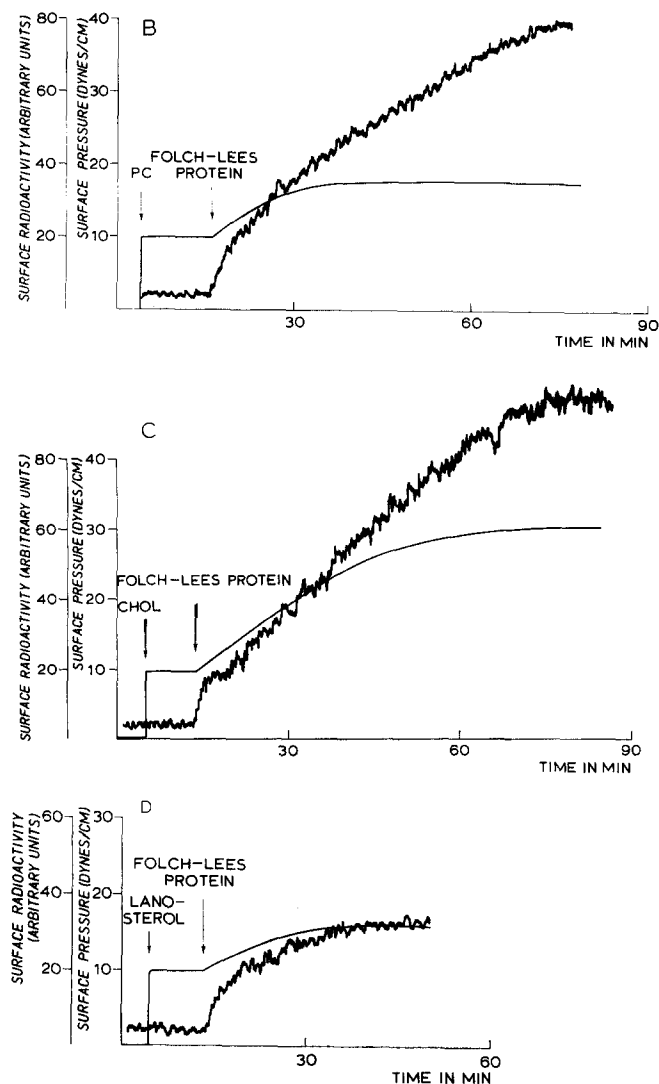 B
SURFACE RADIOACTIVITY (ARBITRARY UNITS)
80
60
40
20
SURFACE PRESSURE (DYNES/CM)
40
30
20
10
PC
FOLCH-LEES
PROTEIN
30
60
90
TIME IN MIN
C
SURFACE RADIOACTIVITY (ARBITRARY UNITS)
80
60
40
20
SURFACE PRESSURE (DYNES/CM)
40
30
20
10
FOLCH-LEES PROTEIN
CHOL
30
60
90
TIME IN MIN
D
SURFACE RADIOACTIVITY
(ARBITRARY UNITS)
60
40
20
SURFACE PRESSURE (DYNES/CM)
30
20
10
FOLCH-LEES
PROTEIN
LANO-
STEROL
30
60
TIME IN MIN